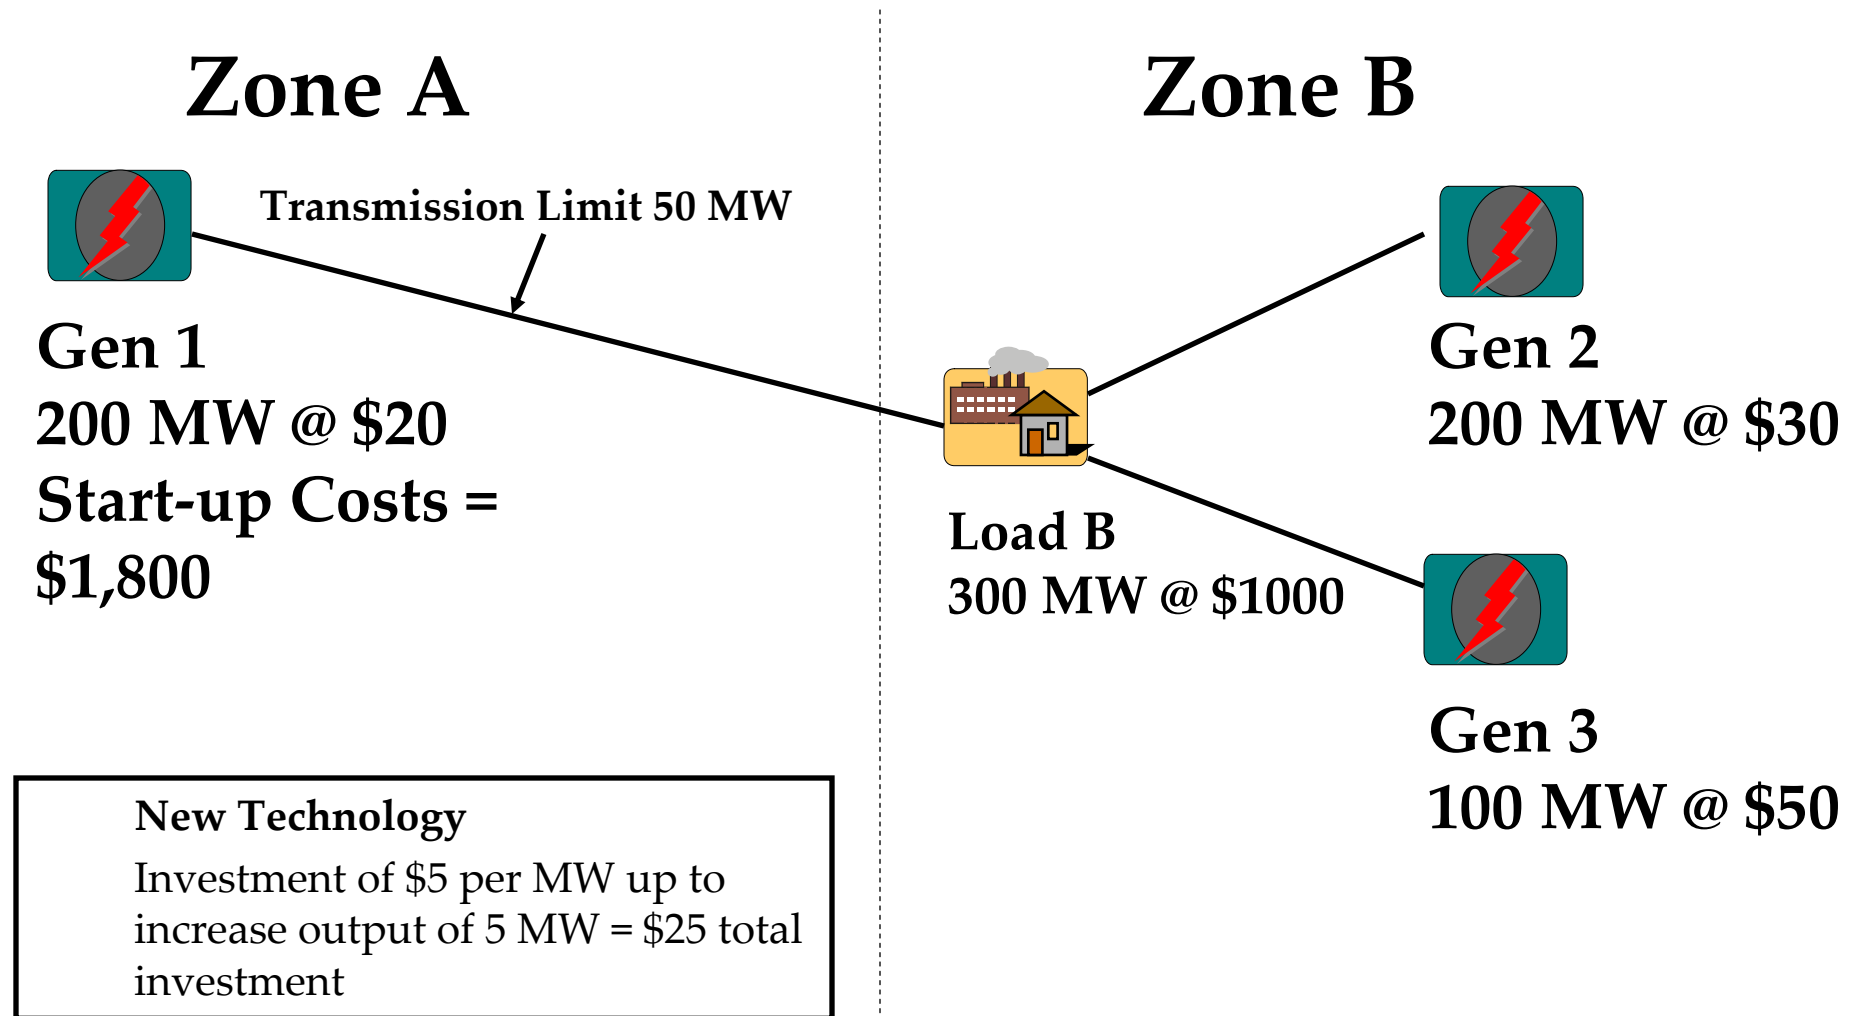 Zone A
Zone B
Transmission Limit 50 MW
Gen 1
200 MW @ $20
Start-up Costs =
$1,800
Gen 2
200 MW @ $30
Load B
300 MW @ $1000
Gen 3
100 MW @ $50
New Technology
Investment of $5 per MW up to
increase output of 5 MW = $25 total
investment